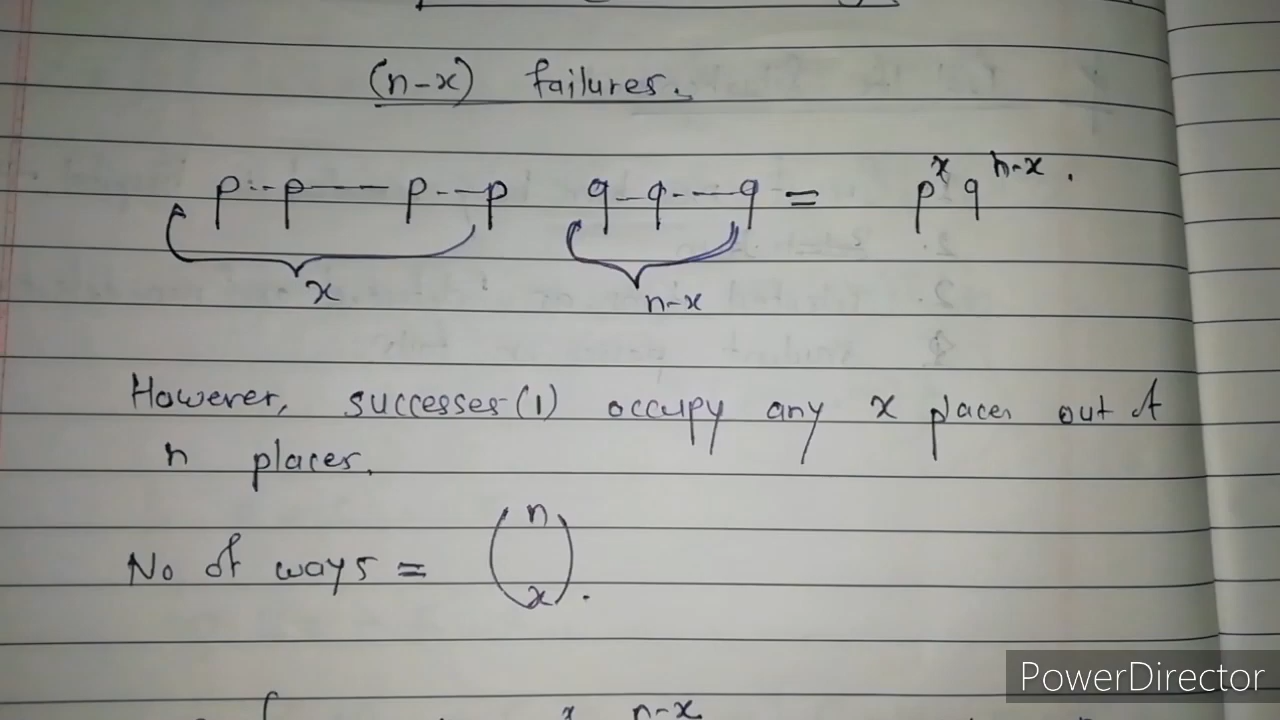 (n-x) failures.
p--p---p--p q-q---q = p^x q^{n-x}.
x n-x
However, successes (1) occupy any x places out of
n places.
No of ways = (n
x).
x n-x
PowerDirector